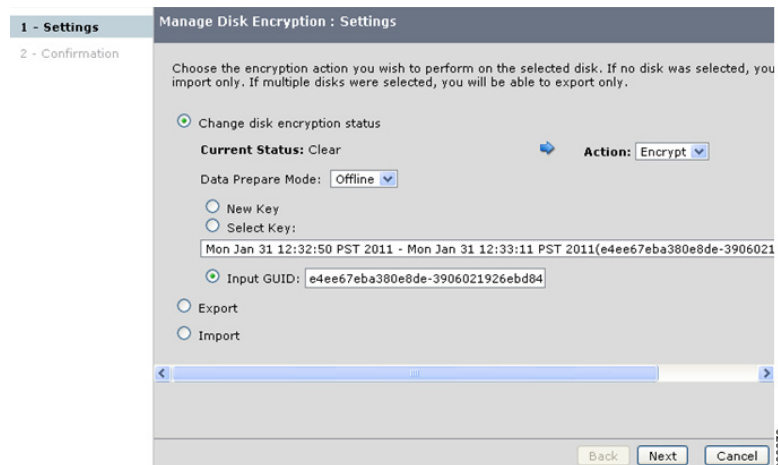 1 - Settings
2 - Confirmation
Manage Disk Encryption : Settings
Choose the encryption action you wish to perform on the selected disk. If no disk was selected, you
import only. If multiple disks were selected, you will be able to export only.
Change disk encryption status
Current Status: Clear
Action: Encrypt
Data Prepare Mode: Offline
New Key
Select Key:
Mon Jan 31 12:32:50 PST 2011 - Mon Jan 31 12:33:11 PST 2011(e4ee67eba380e8de-3906021
Input GUID: e4ee67eba380e8de-3906021926ebd84
Export
Import
Back Next Cancel